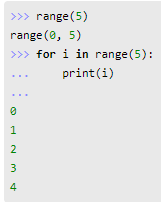 >>> range(5)
range(0, 5)
>>> for i in range(5):
...     print(i)
...
0
1
2
3
4